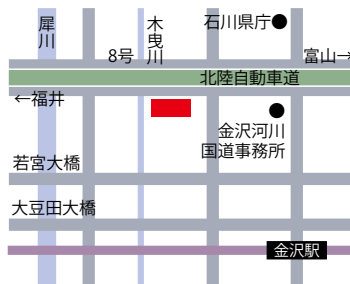 犀川
木曳川
石川県庁●
8号
富山→
北陸自動車道
←福井
●
金沢河川
国道事務所
若宮大橋
大豆田大橋
金沢駅